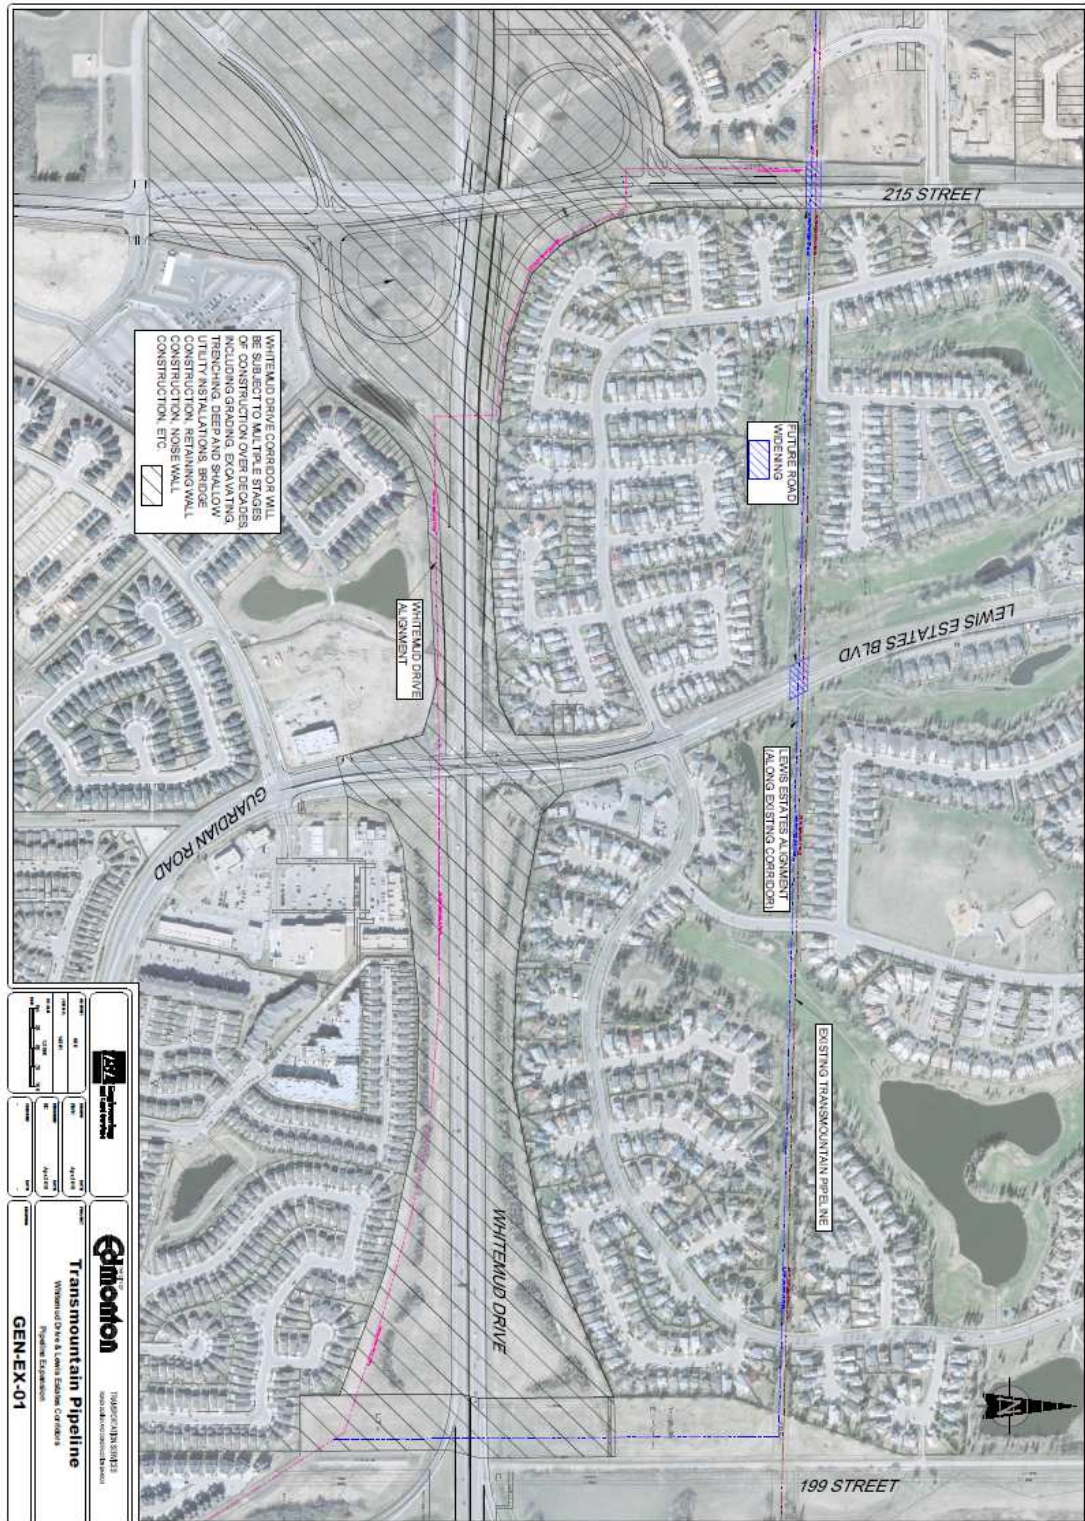 215 STREET
FUTURE ROAD
WIDENING
WHITEMUD DRIVE CORRIDOR WILL
BE SUBJECT TO MULTIPLE STAGES
OF CONSTRUCTION OVER DECADES,
INCLUDING GRADING, EXCAVATING,
TRENCHING, DEEP AND SHALLOW
UTILITY INSTALLATIONS, BRIDGE
CONSTRUCTION, RETAINING WALL
CONSTRUCTION, NOISE WALL
CONSTRUCTION, ETC.
LEWIS ESTATES BLVD
WHITEMUD DRIVE
ALIGNMENT
LEWIS ESTATES ALIGNMENT
(ALONG EXISTING CORRIDOR)
GUARDIAN ROAD
EXISTING TRANSMOUNTAIN PIPELINE
WHITEMUD DRIVE
199 STREET
N
Edmonton
TRANSPORTATION SERVICES
Transmountain Pipeline
Whitemud Drive & Lewis Estates Corridors
Pipeline Expansion
GEN-EX-01